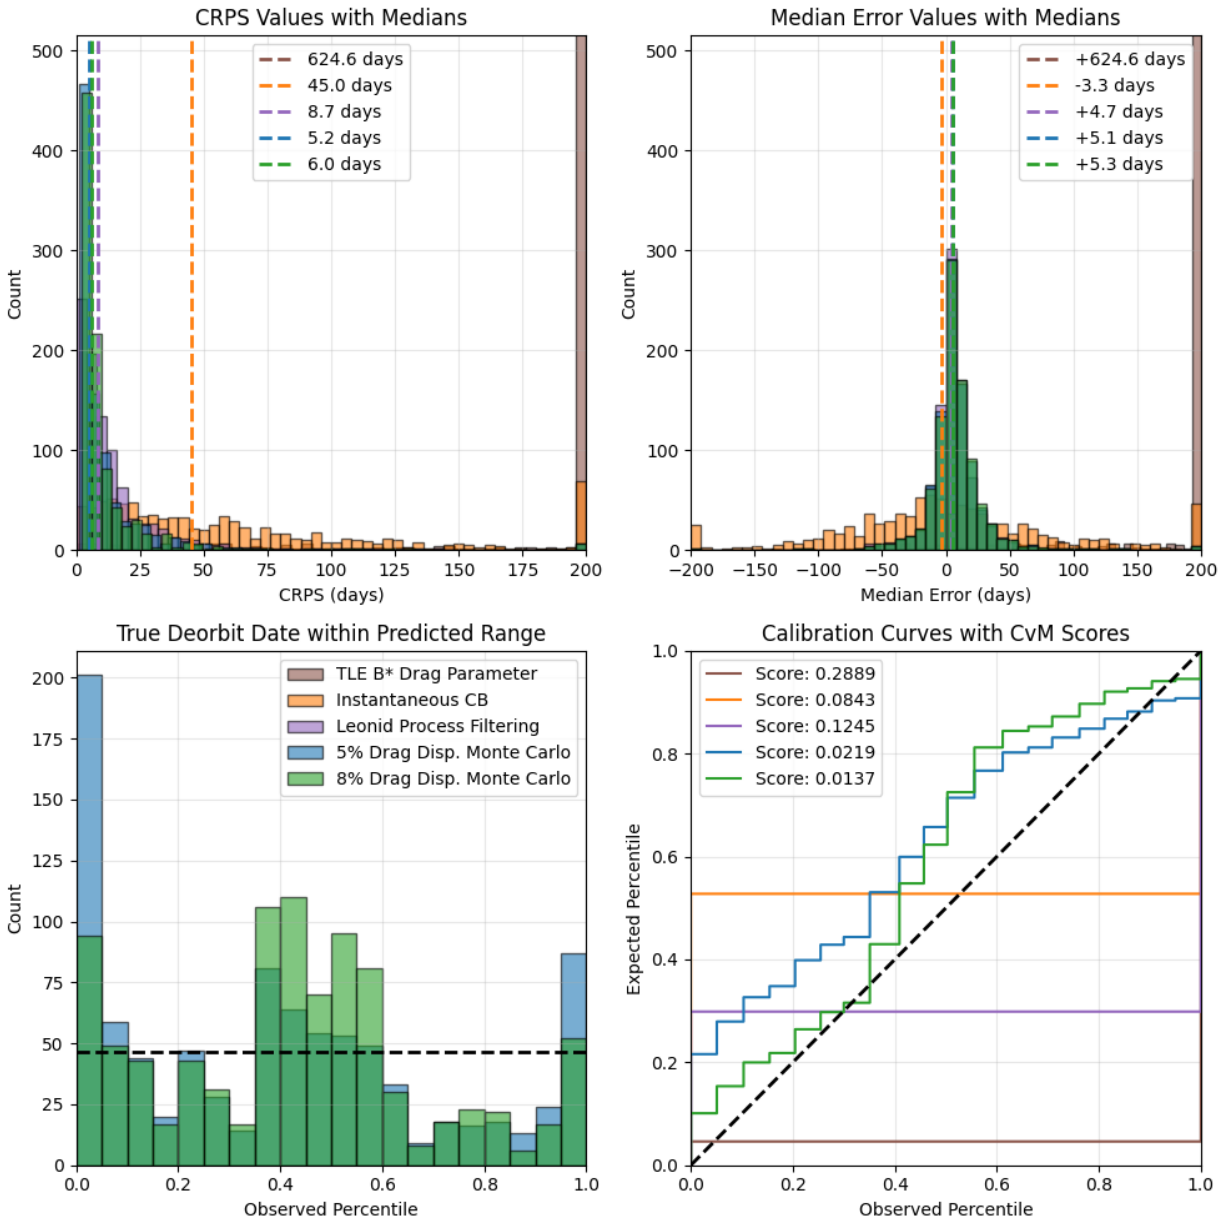 CRPS Values with Medians
500
400
300
200
100
0
Count
624.6 days
45.0 days
8.7 days
5.2 days
6.0 days
0 25 50 75 100 125 150 175 200
CRPS (days)
Median Error Values with Medians
500
400
300
200
100
0
Count
+624.6 days
-3.3 days
+4.7 days
+5.1 days
+5.3 days
−200 −150 −100 −50 0 50 100 150 200
Median Error (days)
True Deorbit Date within Predicted Range
200
175
150
125
100
75
50
25
0
Count
TLE B* Drag Parameter
Instantaneous CB
Leonid Process Filtering
5% Drag Disp. Monte Carlo
8% Drag Disp. Monte Carlo
0.0 0.2 0.4 0.6 0.8 1.0
Observed Percentile
Calibration Curves with CvM Scores
1.0
0.8
0.6
0.4
0.2
0.0
Expected Percentile
Score: 0.2889
Score: 0.0843
Score: 0.1245
Score: 0.0219
Score: 0.0137
0.0 0.2 0.4 0.6 0.8 1.0
Observed Percentile